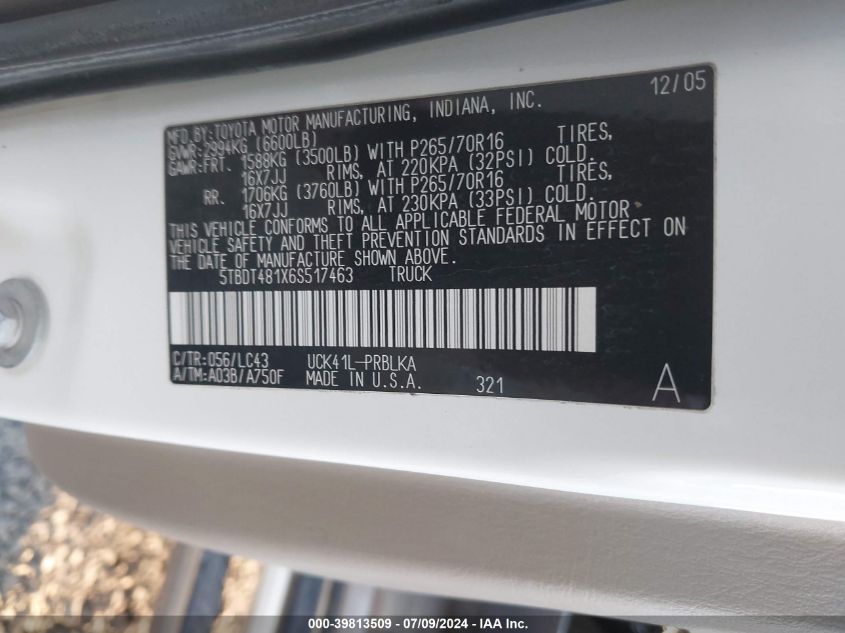 12/05
MFD.BY:TOYOTA MOTOR MANUFACTURING, INDIANA, INC.
GVWR:2994KG (6600LB)
GAWR:FRT. 1588KG (3500LB) WITH P265/70R16 TIRES,
16X7JJ RIMS, AT 220KPA (32PSI) COLD.
RR. 1706KG (3760LB) WITH P265/70R16 TIRES,
16X7JJ RIMS, AT 230KPA (33PSI) COLD.
THIS VEHICLE CONFORMS TO ALL APPLICABLE FEDERAL MOTOR
VEHICLE SAFETY AND THEFT PREVENTION STANDARDS IN EFFECT ON
THE DATE OF MANUFACTURE SHOWN ABOVE.
5TBDT481X6S517463 TRUCK
C/TR:056/LC43 UCK41L-PRBLKA
A/TM:A03B/A750F MADE IN U.S.A. 321 A
000-39813509 - 07/09/2024 - IAA Inc.